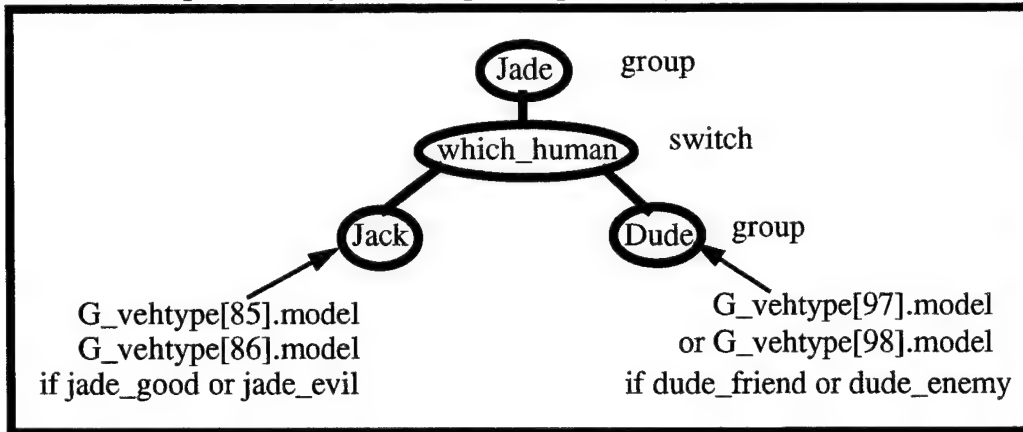 Jade group
which_human switch
Jack Dude group
G_vehtype[85].model
G_vehtype[86].model
if jade_good or jade_evil
G_vehtype[97].model
or G_vehtype[98].model
if dude_friend or dude_enemy